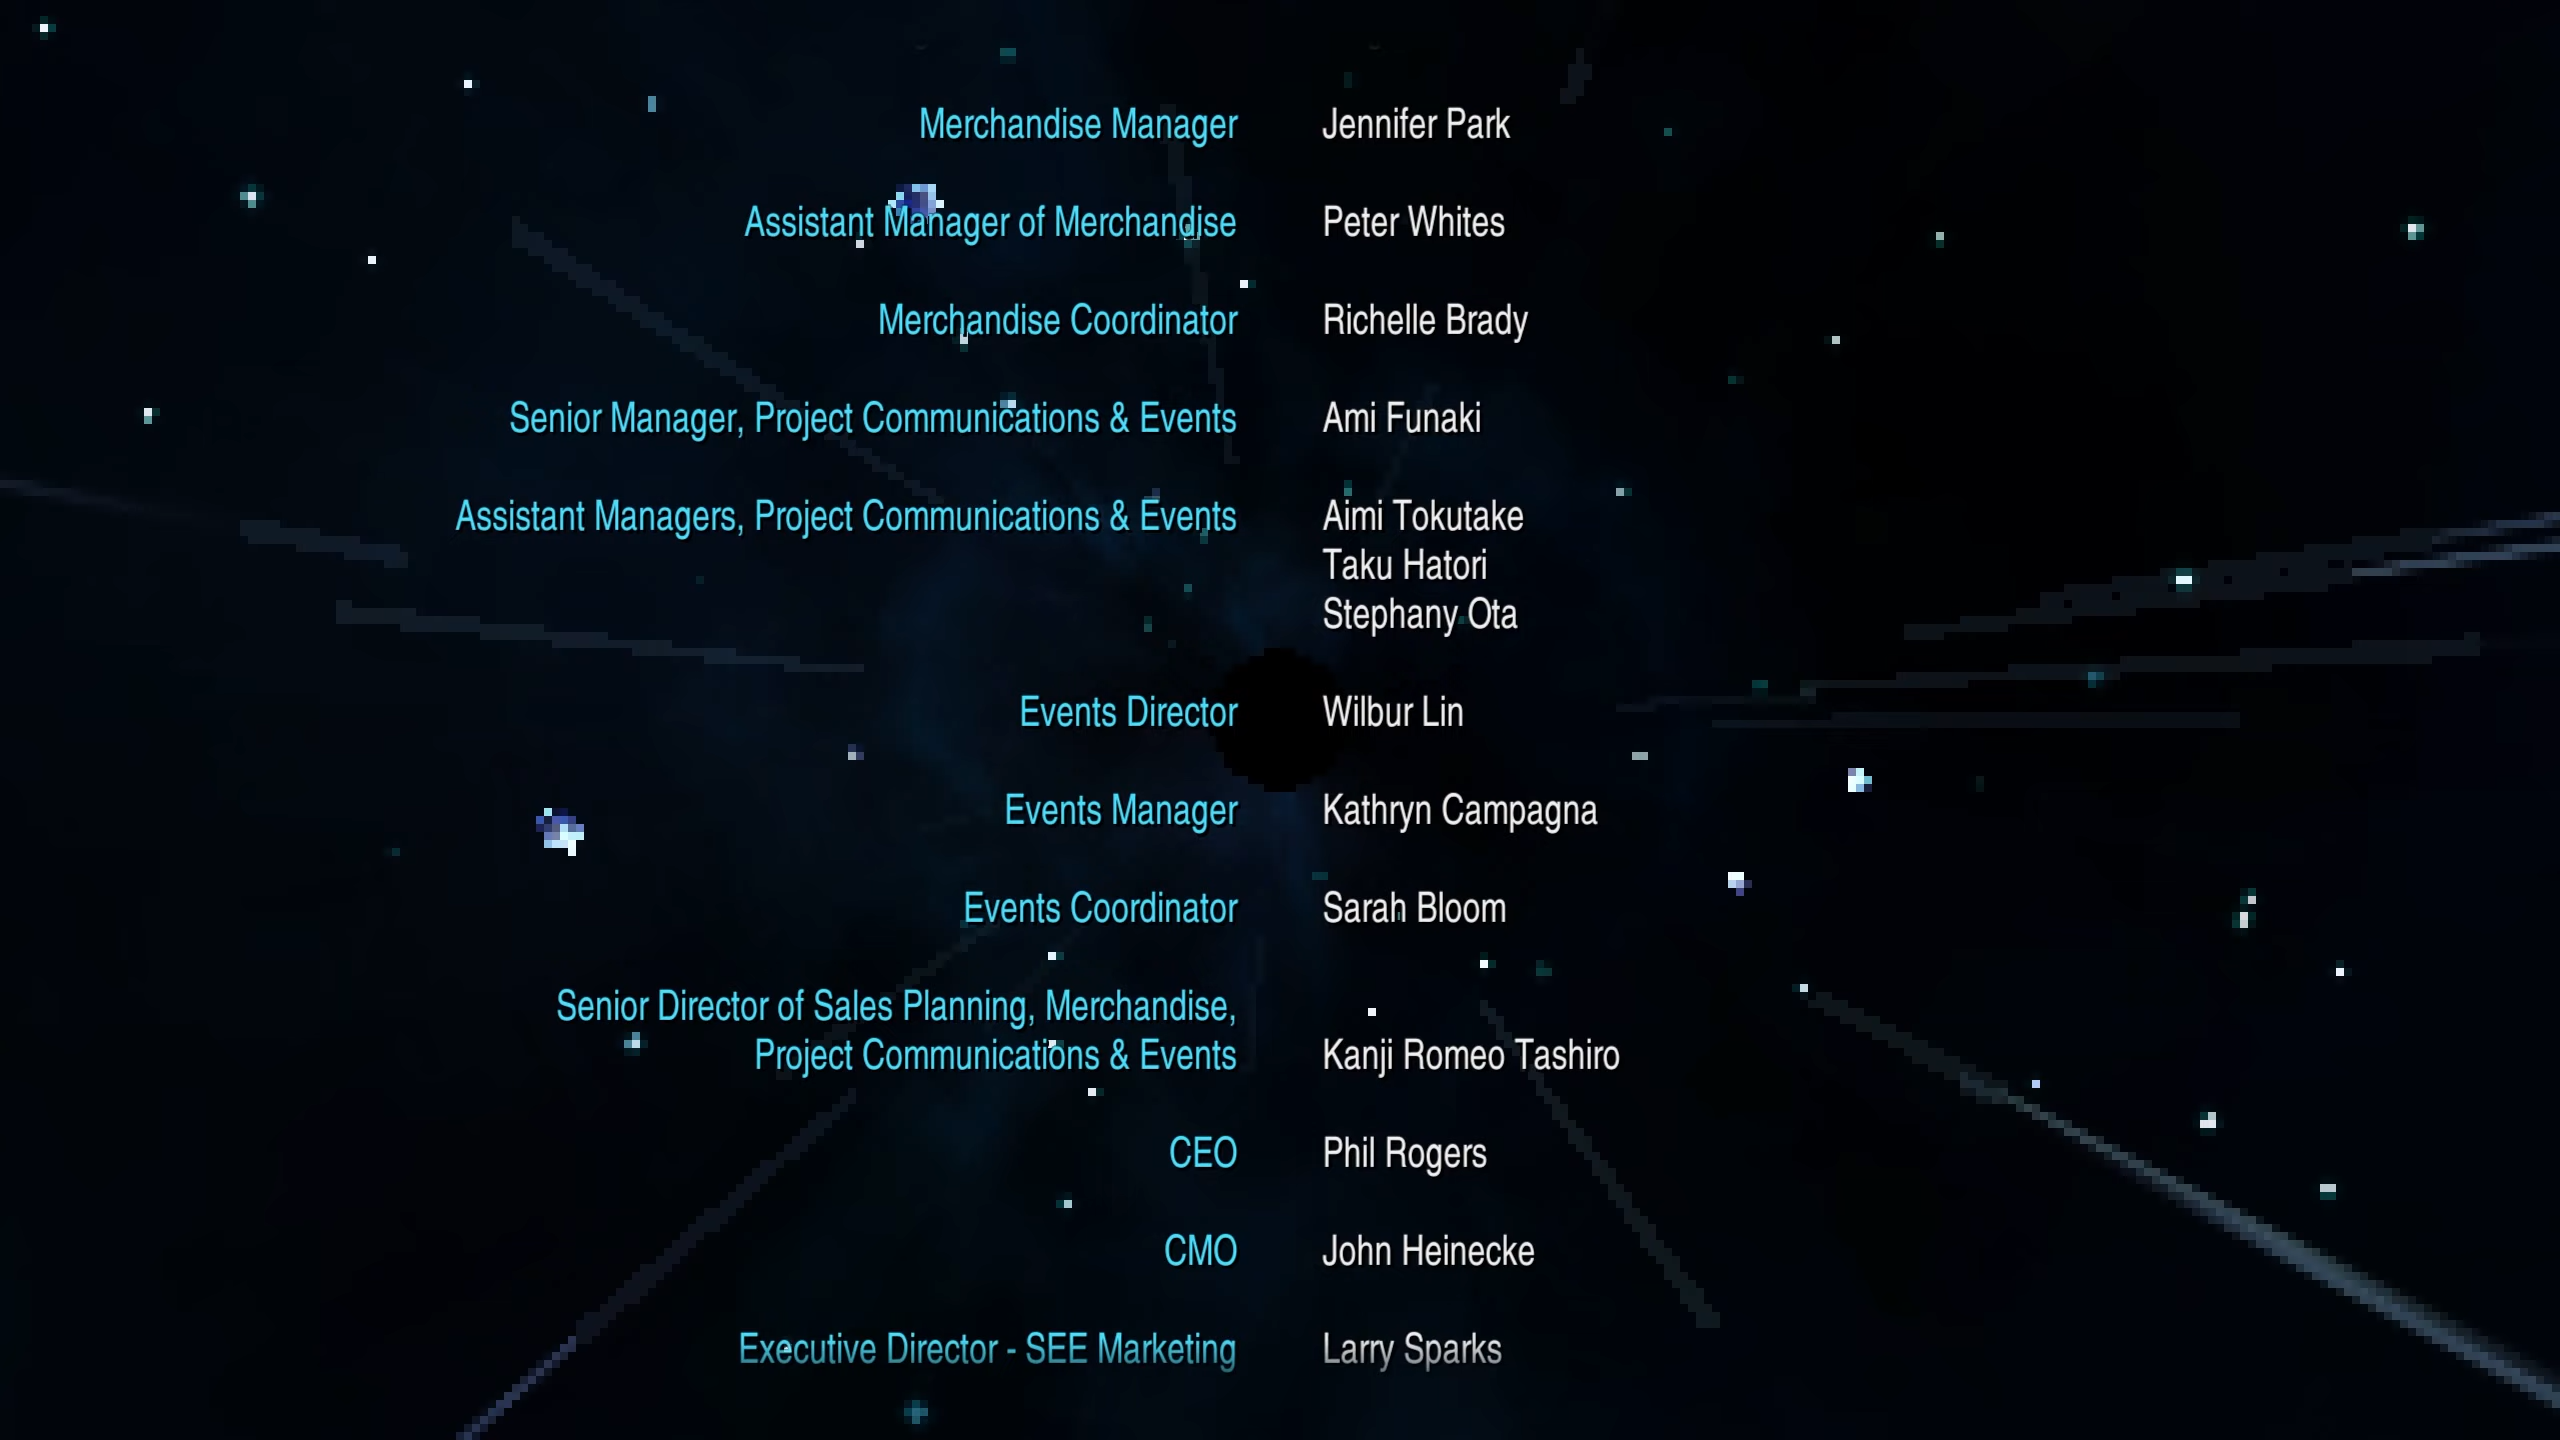 Merchandise Manager Jennifer Park
Assistant Manager of Merchandise Peter Whites
Merchandise Coordinator Richelle Brady
Senior Manager, Project Communications & Events Ami Funaki
Assistant Managers, Project Communications & Events Aimi Tokutake
Taku Hatori
Stephany Ota
Events Director Wilbur Lin
Events Manager Kathryn Campagna
Events Coordinator Sarah Bloom
Senior Director of Sales Planning, Merchandise,
Project Communications & Events Kanji Romeo Tashiro
CEO Phil Rogers
CMO John Heinecke
Executive Director - SEE Marketing Larry Sparks